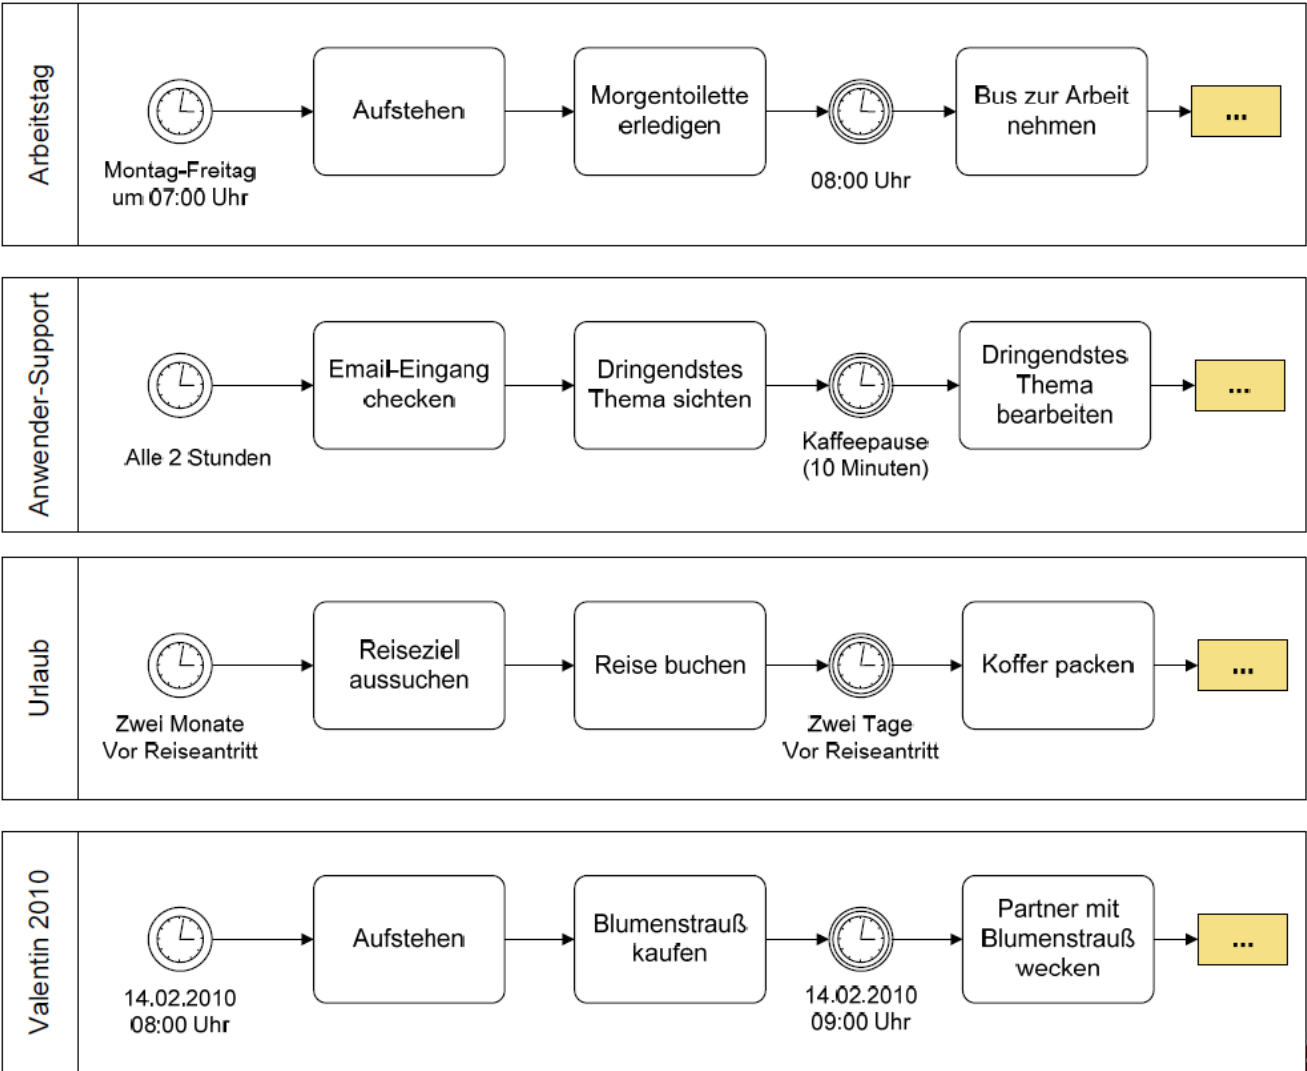 Arbeitstag
Aufstehen
Morgentoilette
erledigen
Bus zur Arbeit
nehmen
...
Montag-Freitag
um 07:00 Uhr
08:00 Uhr
Anwender-Support
Email-Eingang
checken
Dringendstes
Thema sichten
Dringendstes
Thema
bearbeiten
...
Alle 2 Stunden
Kaffeepause
(10 Minuten)
Urlaub
Reiseziel
aussuchen
Reise buchen
Koffer packen
...
Zwei Monate
Vor Reiseantritt
Zwei Tage
Vor Reiseantritt
Valentin 2010
Aufstehen
Blumenstrauß
kaufen
Partner mit
Blumenstrauß
wecken
...
14.02.2010
08:00 Uhr
14.02.2010
09:00 Uhr